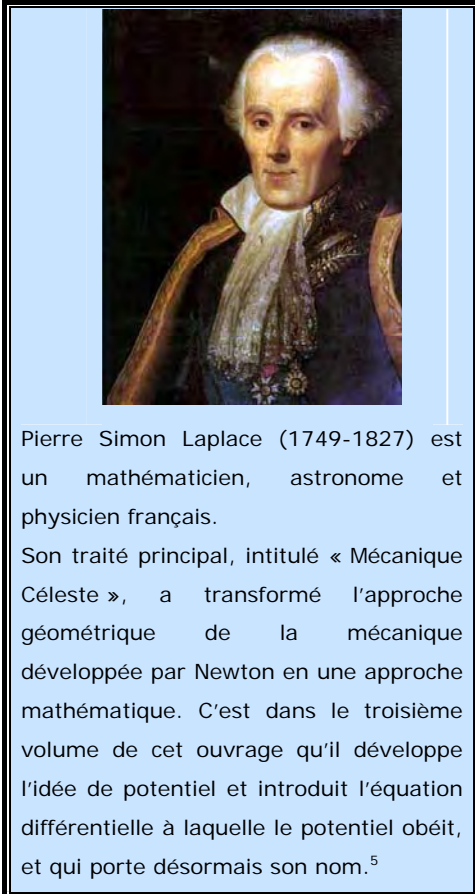 Pierre Simon Laplace (1749-1827) est
un mathématicien, astronome et
physicien français.
Son traité principal, intitulé « Mécanique
Céleste », a transformé l’approche
géométrique de la mécanique
développée par Newton en une approche
mathématique. C’est dans le troisième
volume de cet ouvrage qu’il développe
l’idée de potentiel et introduit l’équation
différentielle à laquelle le potentiel obéit,
et qui porte désormais son nom.⁵